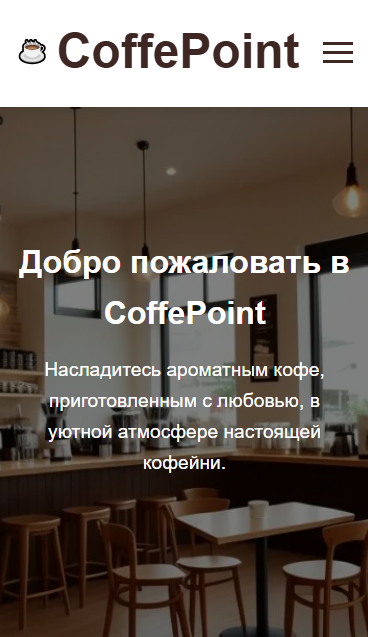 CoffePoint
Добро пожаловать в
CoffePoint
Насладитесь ароматным кофе,
приготовленным с любовью, в
уютной атмосфере настоящей
кофейни.